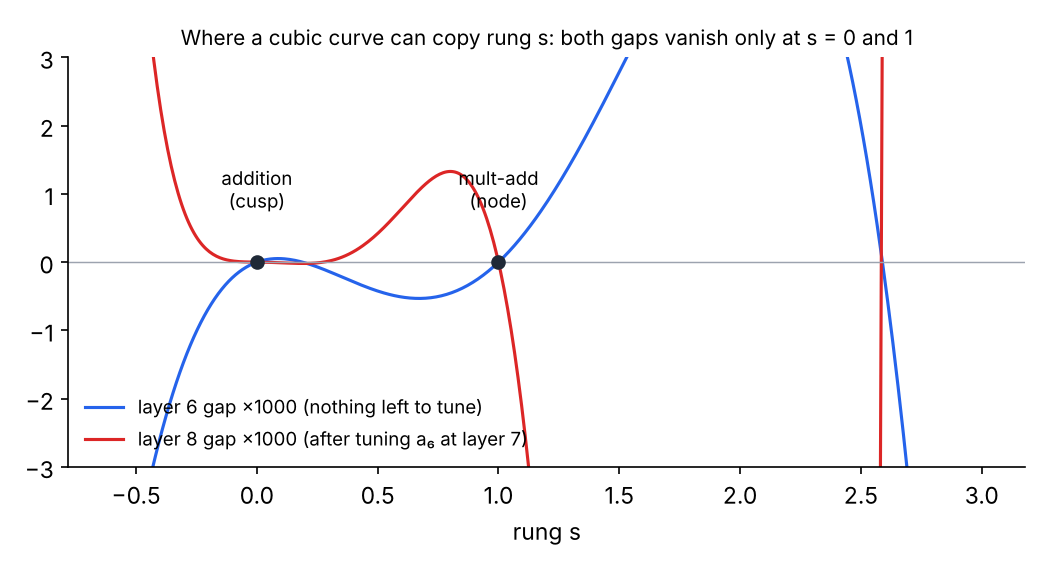 Where a cubic curve can copy rung s: both gaps vanish only at s = 0 and 1
3
2
1
0
−1
−2
−3
addition
(cusp)
mult-add
(node)
layer 6 gap ×1000 (nothing left to tune)
layer 8 gap ×1000 (after tuning a₆ at layer 7)
−0.5 0.0 0.5 1.0 1.5 2.0 2.5 3.0
rung s